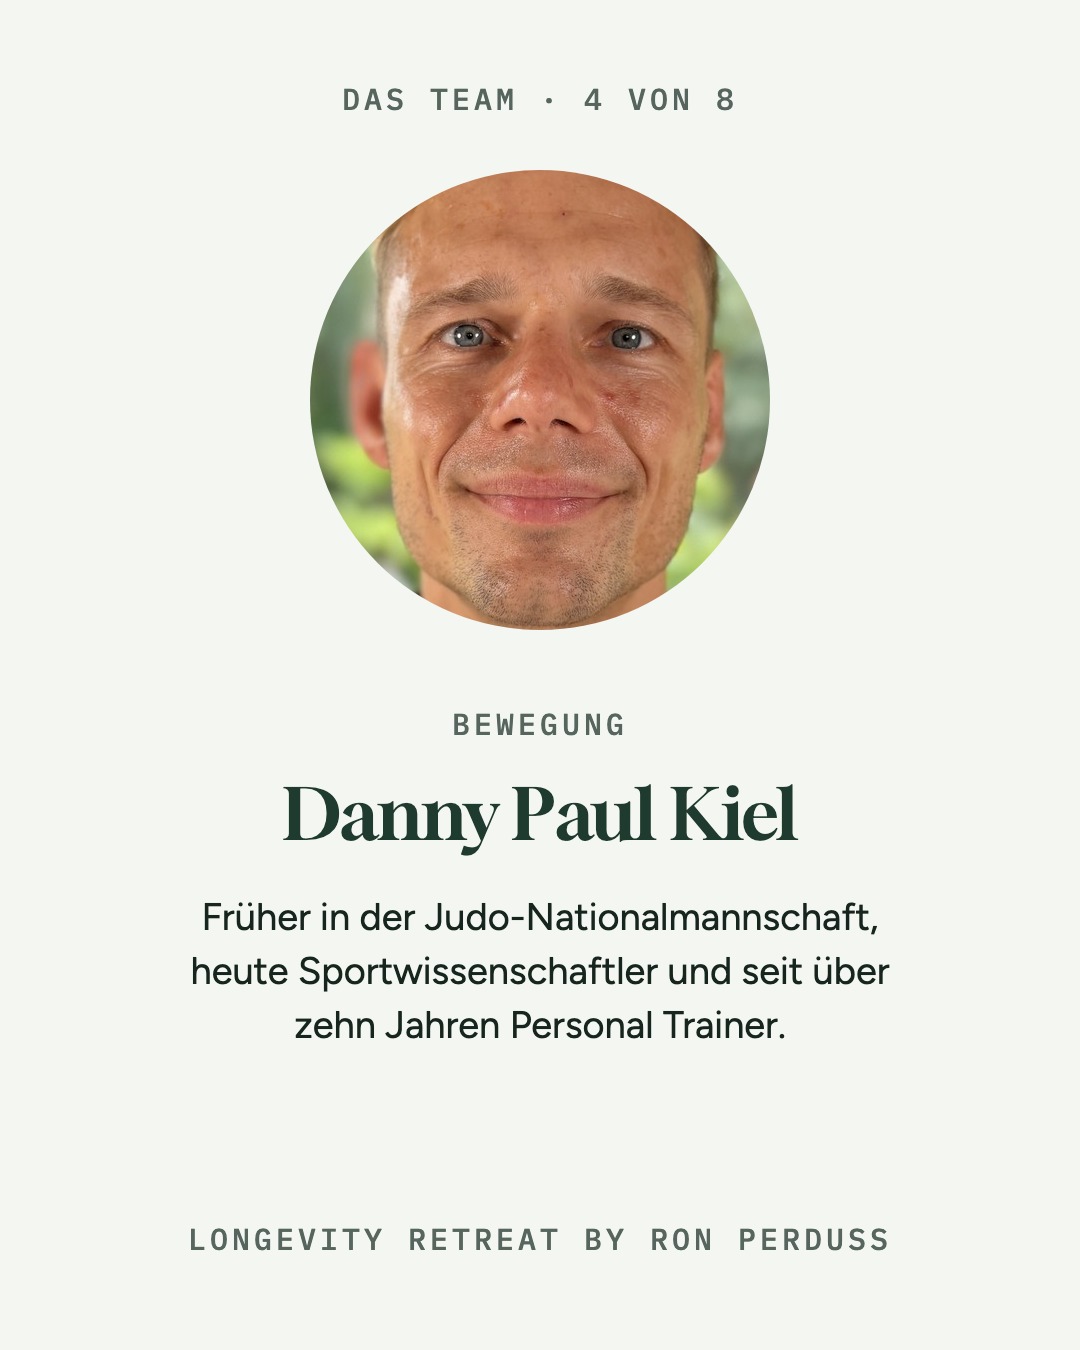 DAS TEAM · 4 VON 8
BEWEGUNG
Danny Paul Kiel
Früher in der Judo-Nationalmannschaft,
heute Sportwissenschaftler und seit über
zehn Jahren Personal Trainer.
LONGEVITY RETREAT BY RON PERDUSS